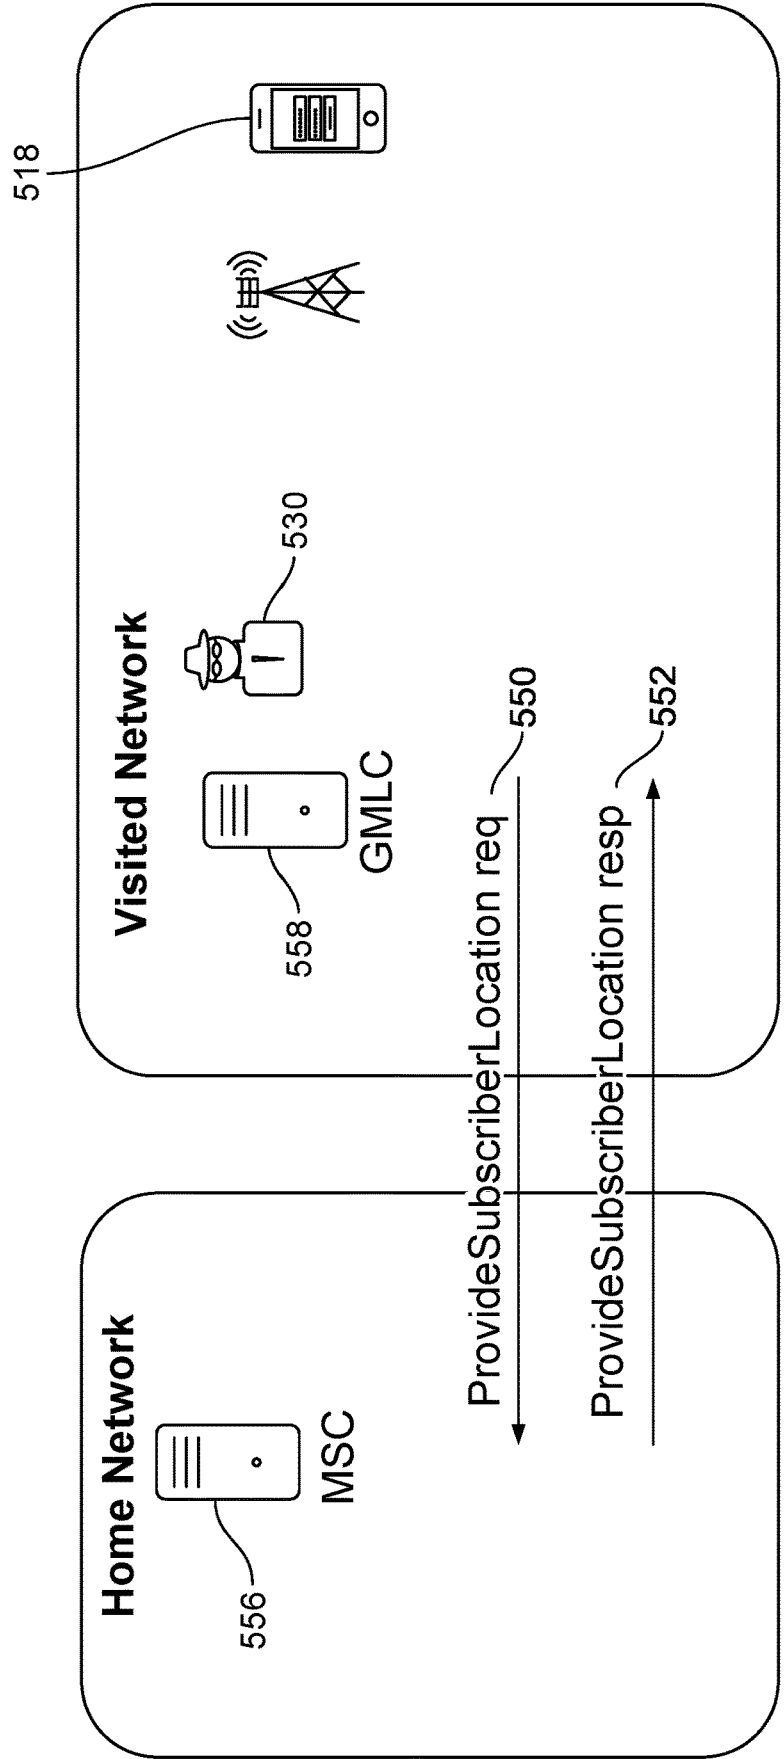 Home Network
556
MSC
Visited Network
558
GMLC
530
518
ProvideSubscriberLocation req
550
ProvideSubscriberLocation resp
552